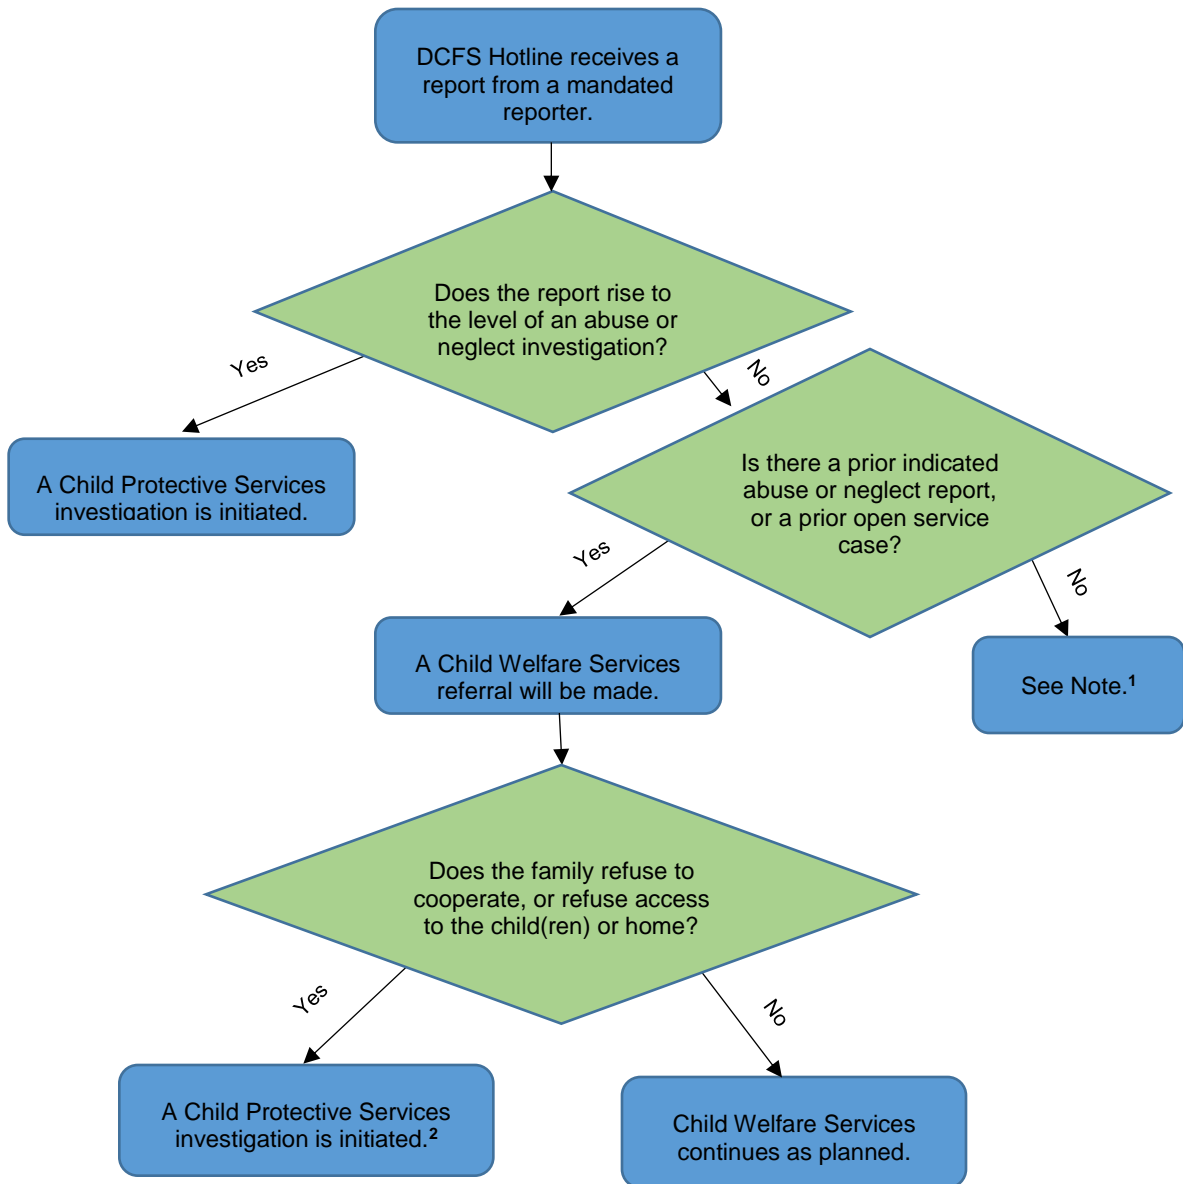 DCFS Hotline receives a
report from a mandated
reporter.
Does the report rise to
the level of an abuse or
neglect investigation?
Yes
No
A Child Protective Services
investigation is initiated.
Is there a prior indicated
abuse or neglect report,
or a prior open service
case?
Yes
No
A Child Welfare Services
referral will be made.
See Note.¹
Does the family refuse to
cooperate, or refuse access
to the child(ren) or home?
Yes
No
A Child Protective Services
investigation is initiated.²
Child Welfare Services
continues as planned.